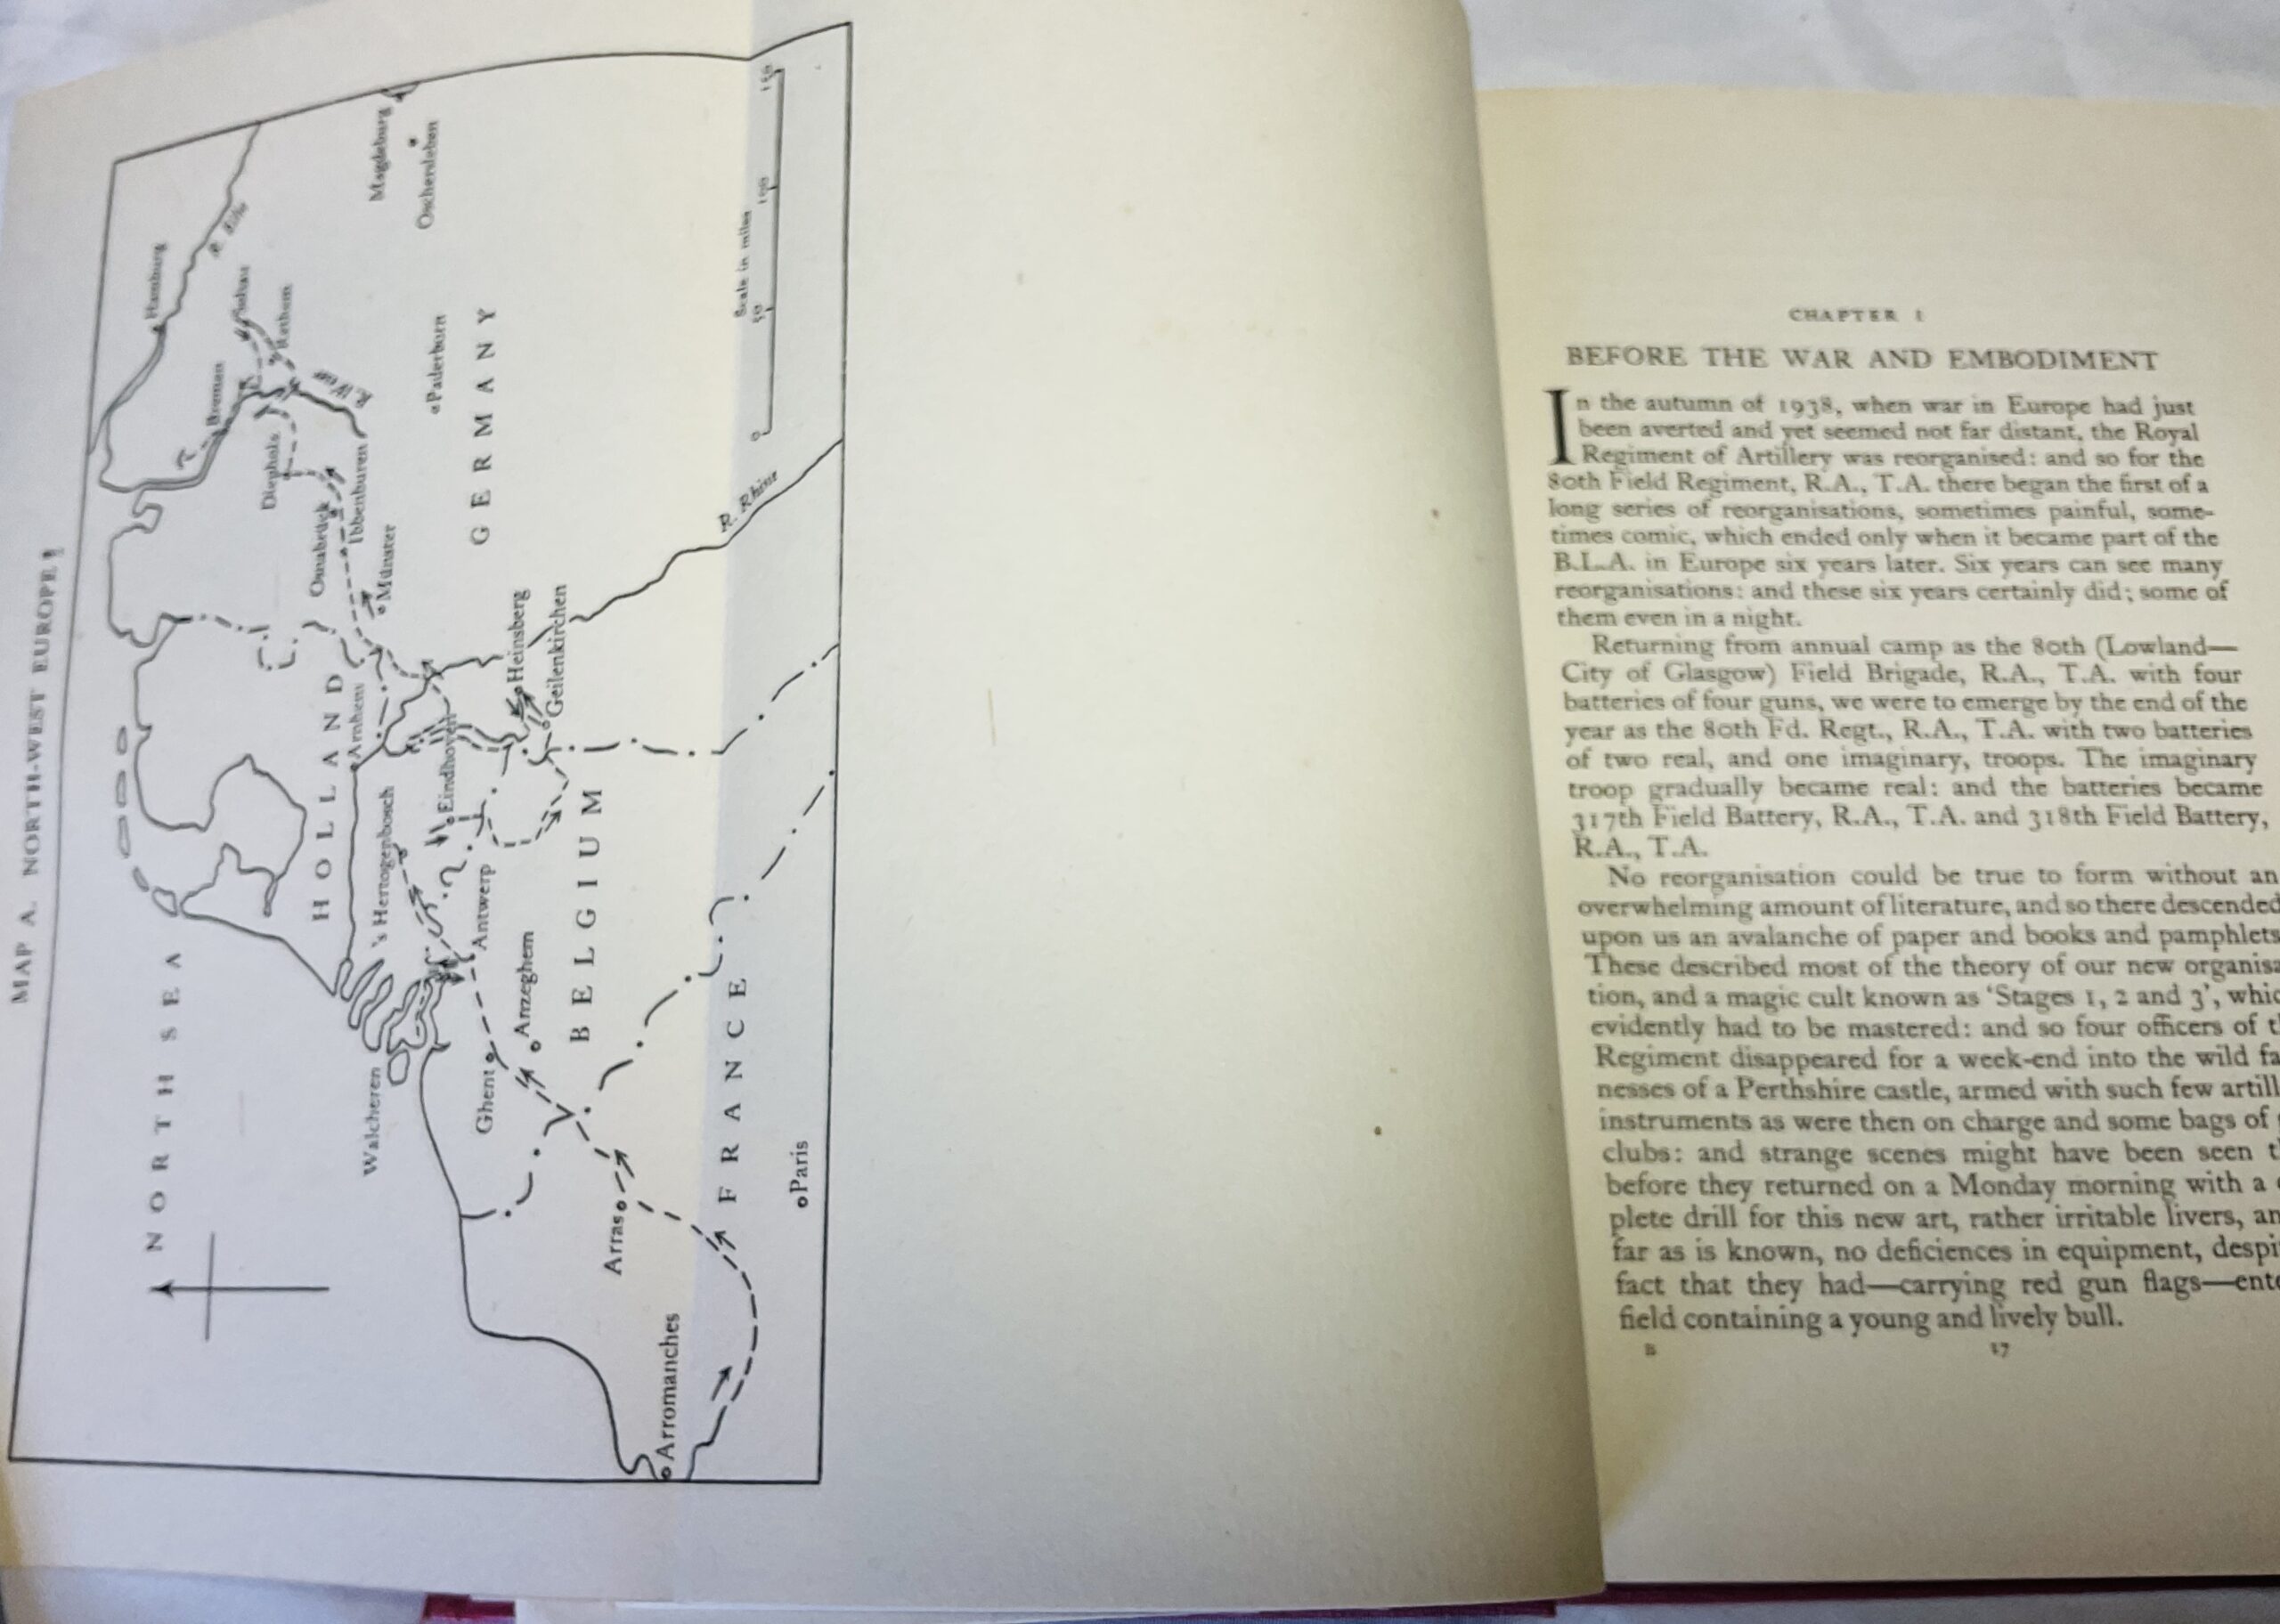 MAP A. NORTH-WEST EUROPE
NORTH SEA
Hamburg
R. Elbe
Soltau
Rethem
Bremen
R. Weser
Diepholz
Osnabrück
Ibbenburen
Münster
Magdeburg
Oschersleben
Paderburn
GERMANY
HOLLAND
Arnhem
's Hertogenbosch
Eindhoven
Heinsberg
Geilenkirchen
R. Rhine
Walcheren
Antwerp
Ghent
Anzeghem
BELGIUM
Arras
FRANCE
Paris
Arromanches
Scale in miles
0 50 100 150
CHAPTER I
BEFORE THE WAR AND EMBODIMENT
In the autumn of 1938, when war in Europe had just
been averted and yet seemed not far distant, the Royal
Regiment of Artillery was reorganised: and so for the
80th Field Regiment, R.A., T.A. there began the first of a
long series of reorganisations, sometimes painful, some-
times comic, which ended only when it became part of the
B.L.A. in Europe six years later. Six years can see many
reorganisations: and these six years certainly did; some of
them even in a night.
Returning from annual camp as the 80th (Lowland—
City of Glasgow) Field Brigade, R.A., T.A. with four
batteries of four guns, we were to emerge by the end of the
year as the 80th Fd. Regt., R.A., T.A. with two batteries
of two real, and one imaginary, troops. The imaginary
troop gradually became real: and the batteries became
317th Field Battery, R.A., T.A. and 318th Field Battery,
R.A., T.A.
No reorganisation could be true to form without an
overwhelming amount of literature, and so there descended
upon us an avalanche of paper and books and pamphlets
These described most of the theory of our new organisa
tion, and a magic cult known as 'Stages 1, 2 and 3', whic
evidently had to be mastered: and so four officers of t
Regiment disappeared for a week-end into the wild fa
nesses of a Perthshire castle, armed with such few artill
instruments as were then on charge and some bags of
clubs: and strange scenes might have been seen t
before they returned on a Monday morning with a
plete drill for this new art, rather irritable livers, an
far as is known, no deficiences in equipment, despi
fact that they had—carrying red gun flags—ente
field containing a young and lively bull.
B 17